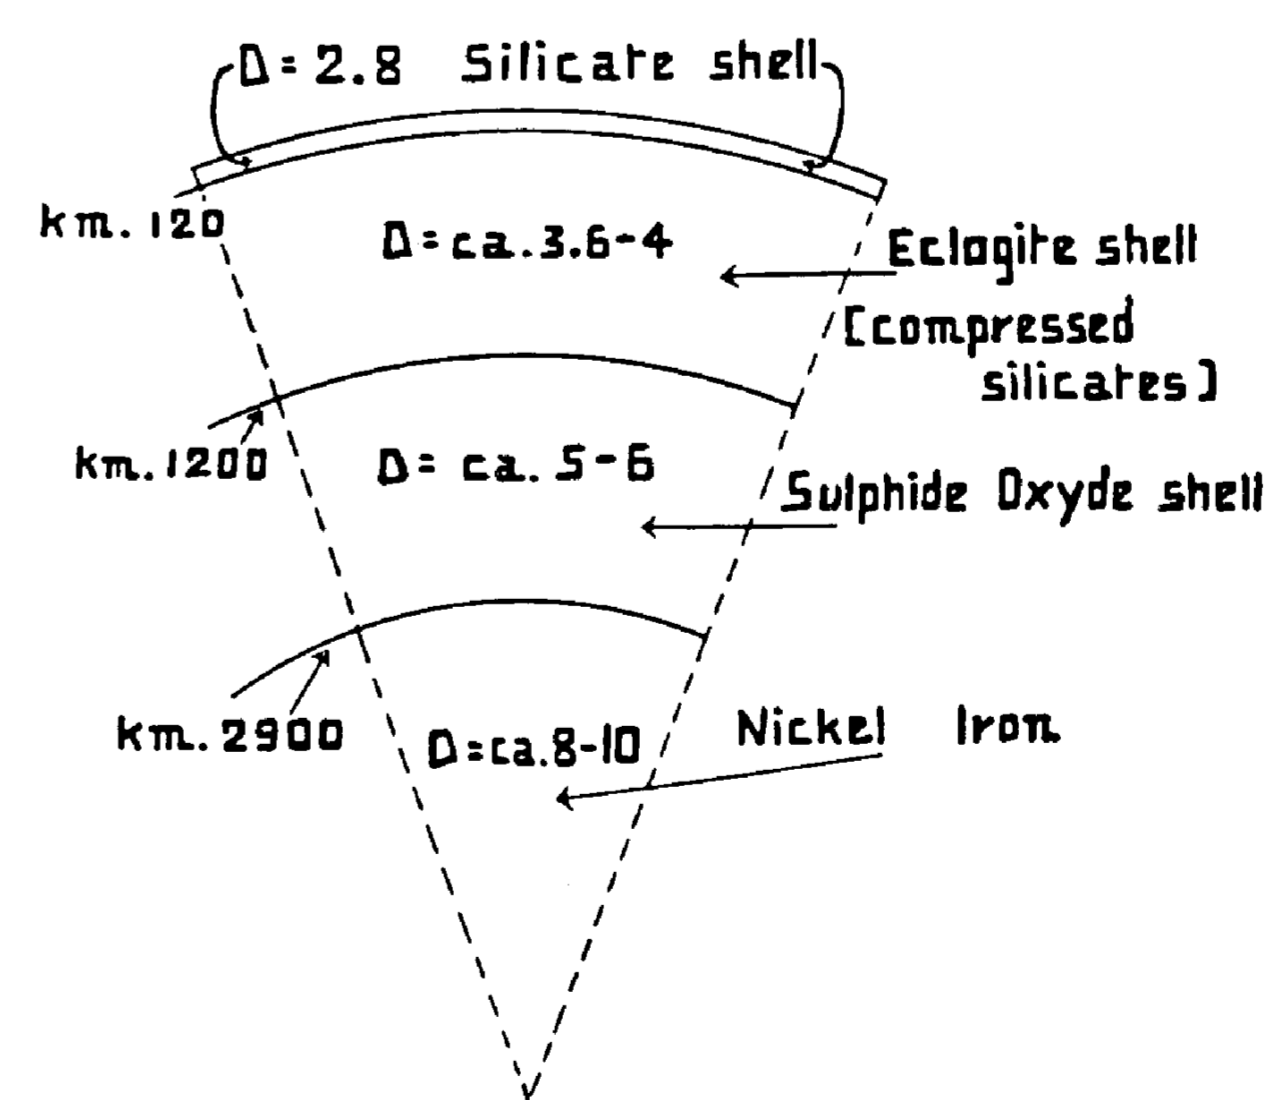 D = 2.8 Silicate shell
km. 120
D = ca. 3.6-4
Eclogite shell
[compressed
silicates]
km. 1200
D = ca. 5-6
Sulphide Oxyde shell
km. 2900
D = ca. 8-10
Nickel Iron